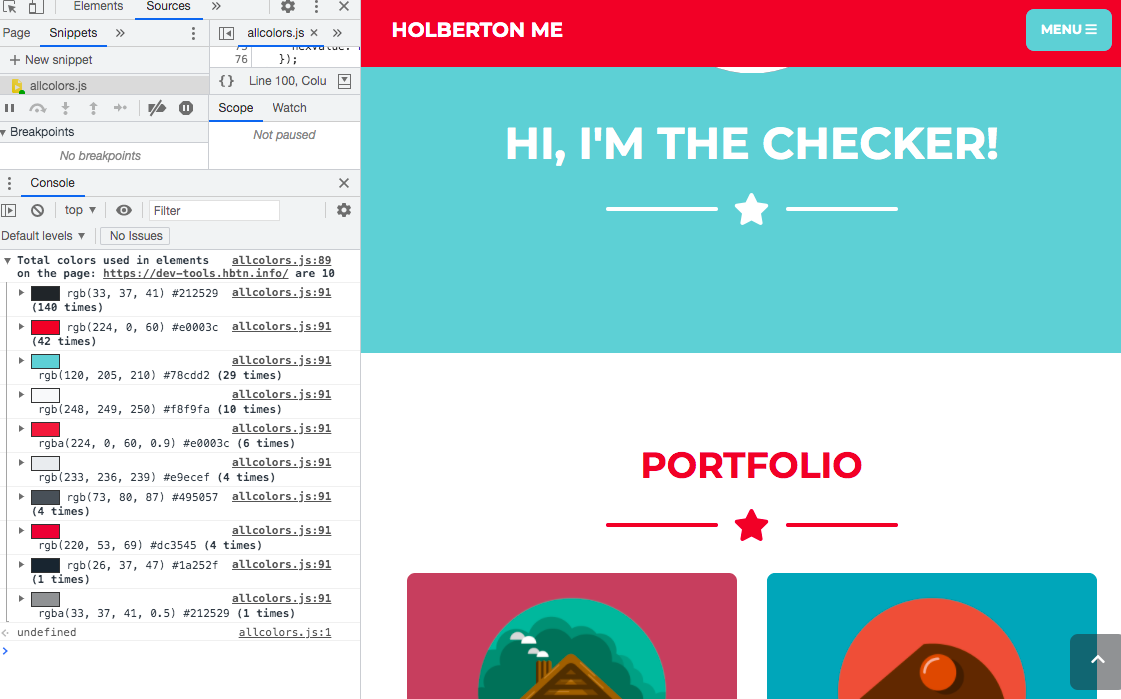 Elements
Sources
Page
Snippets
allcolors.js
New snippet
allcolors.js
76 });
{} Line 100, Colu
Scope
Watch
Breakpoints
Not paused
No breakpoints
Console
top
Filter
Default levels
No Issues
Total colors used in elements allcolors.js:89
on the page: https://dev-tools.hbtn.info/ are 10
rgb(33, 37, 41) #212529 allcolors.js:91
(140 times)
rgb(224, 0, 60) #e0003c allcolors.js:91
(42 times)
allcolors.js:91
rgb(120, 205, 210) #78cdd2 (29 times)
allcolors.js:91
rgb(248, 249, 250) #f8f9fa (10 times)
allcolors.js:91
rgba(224, 0, 60, 0.9) #e0003c (6 times)
allcolors.js:91
rgb(233, 236, 239) #e9ecef (4 times)
rgb(73, 80, 87) #495057 allcolors.js:91
(4 times)
allcolors.js:91
rgb(220, 53, 69) #dc3545 (4 times)
rgb(26, 37, 47) #1a252f allcolors.js:91
(1 times)
allcolors.js:91
rgba(33, 37, 41, 0.5) #212529 (1 times)
undefined allcolors.js:1
HOLBERTON ME
MENU
HI, I'M THE CHECKER!
PORTFOLIO